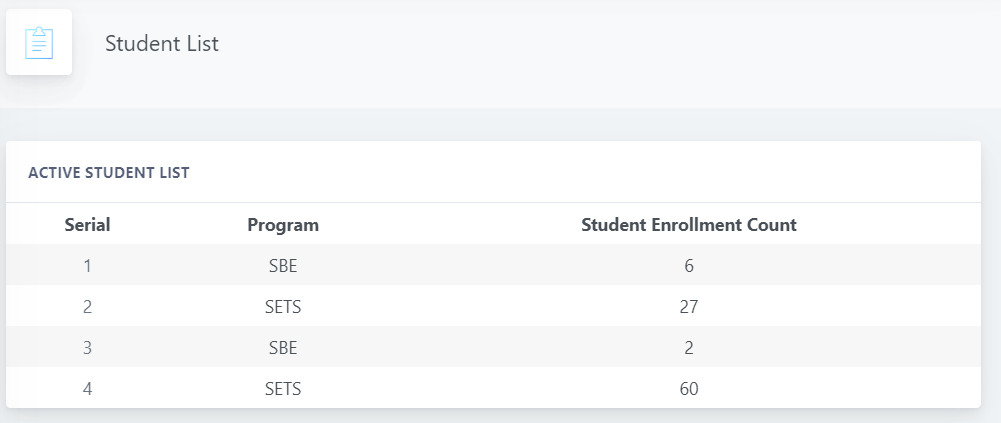 Student List
ACTIVE STUDENT LIST
Serial Program Student Enrollment Count
1 SBE 6
2 SETS 27
3 SBE 2
4 SETS 60